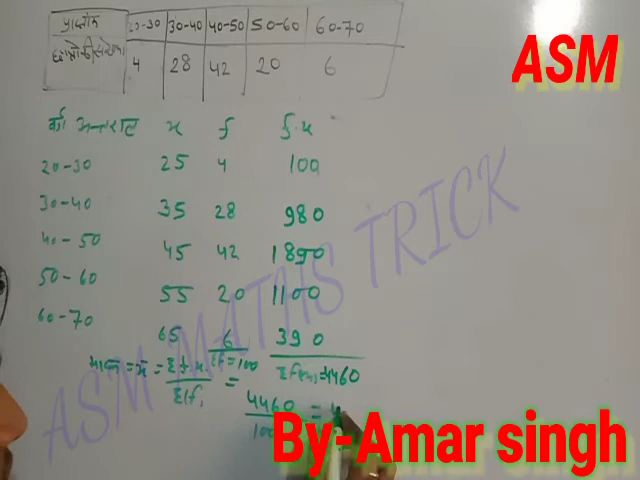 प्राप्तांक 20-30 30-40 40-50 50-60 60-70
छात्रों की संख्या 4 28 42 20 6
ASM
वर्ग अन्तराल x f f.x
20-30 25 4 100
30-40 35 28 980
40-50 45 42 1890
50-60 55 20 1100
60-70 65 6 390
Σf=100 Σfixi=4460
माध्य = x̄ = Σf.x / Σfi = 4460 / 100 =
ASM MATHS TRICK
By-Amar singh